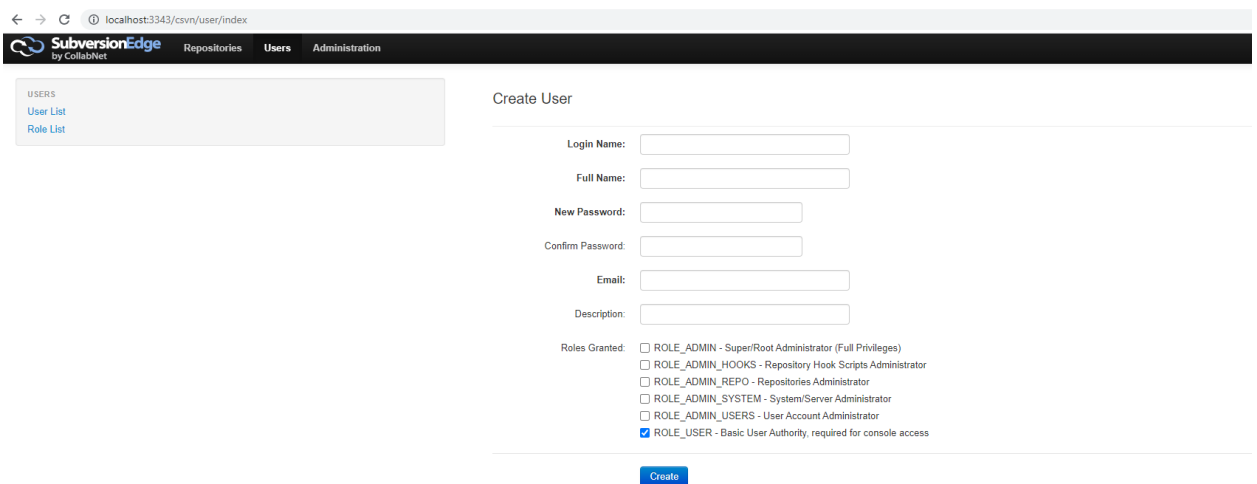 localhost:3343/csvn/user/index
SubversionEdge
by CollabNet
Repositories Users Administration
USERS
User List
Role List
Create User
Login Name:
Full Name:
New Password:
Confirm Password:
Email:
Description:
Roles Granted: ROLE_ADMIN - Super/Root Administrator (Full Privileges)
ROLE_ADMIN_HOOKS - Repository Hook Scripts Administrator
ROLE_ADMIN_REPO - Repositories Administrator
ROLE_ADMIN_SYSTEM - System/Server Administrator
ROLE_ADMIN_USERS - User Account Administrator
ROLE_USER - Basic User Authority, required for console access
Create